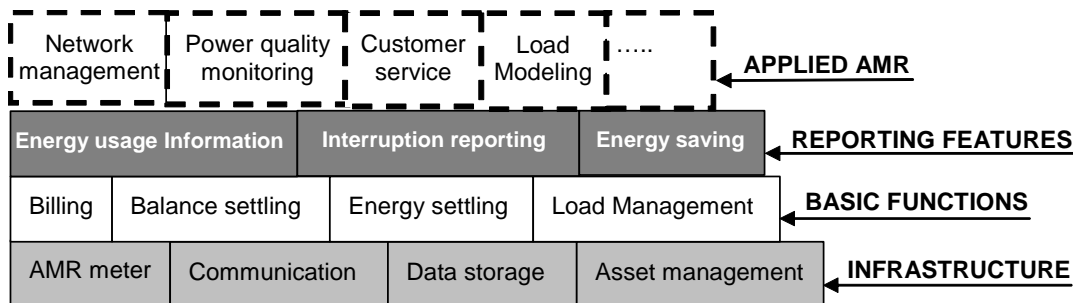 Network management
Power quality monitoring
Customer service
Load Modeling
…..
APPLIED AMR
Energy usage Information
Interruption reporting
Energy saving
REPORTING FEATURES
Billing
Balance settling
Energy settling
Load Management
BASIC FUNCTIONS
AMR meter
Communication
Data storage
Asset management
INFRASTRUCTURE